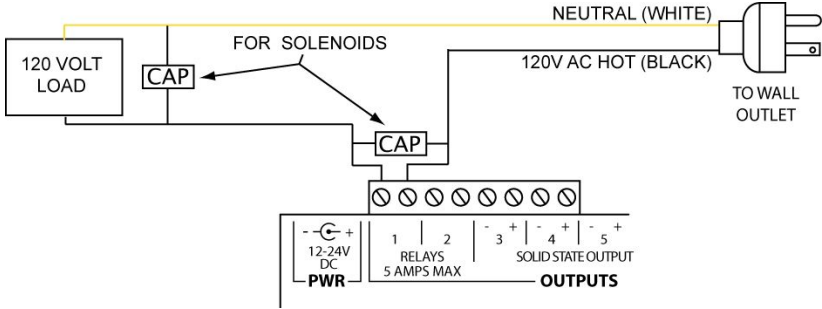 NEUTRAL (WHITE)
FOR SOLENOIDS
120 VOLT
LOAD
CAP
120V AC HOT (BLACK)
TO WALL
OUTLET
CAP
- +
12-24V
DC
PWR
1 2 - 3 + - 4 + - 5 +
RELAYS
5 AMPS MAX
SOLID STATE OUTPUT
OUTPUTS